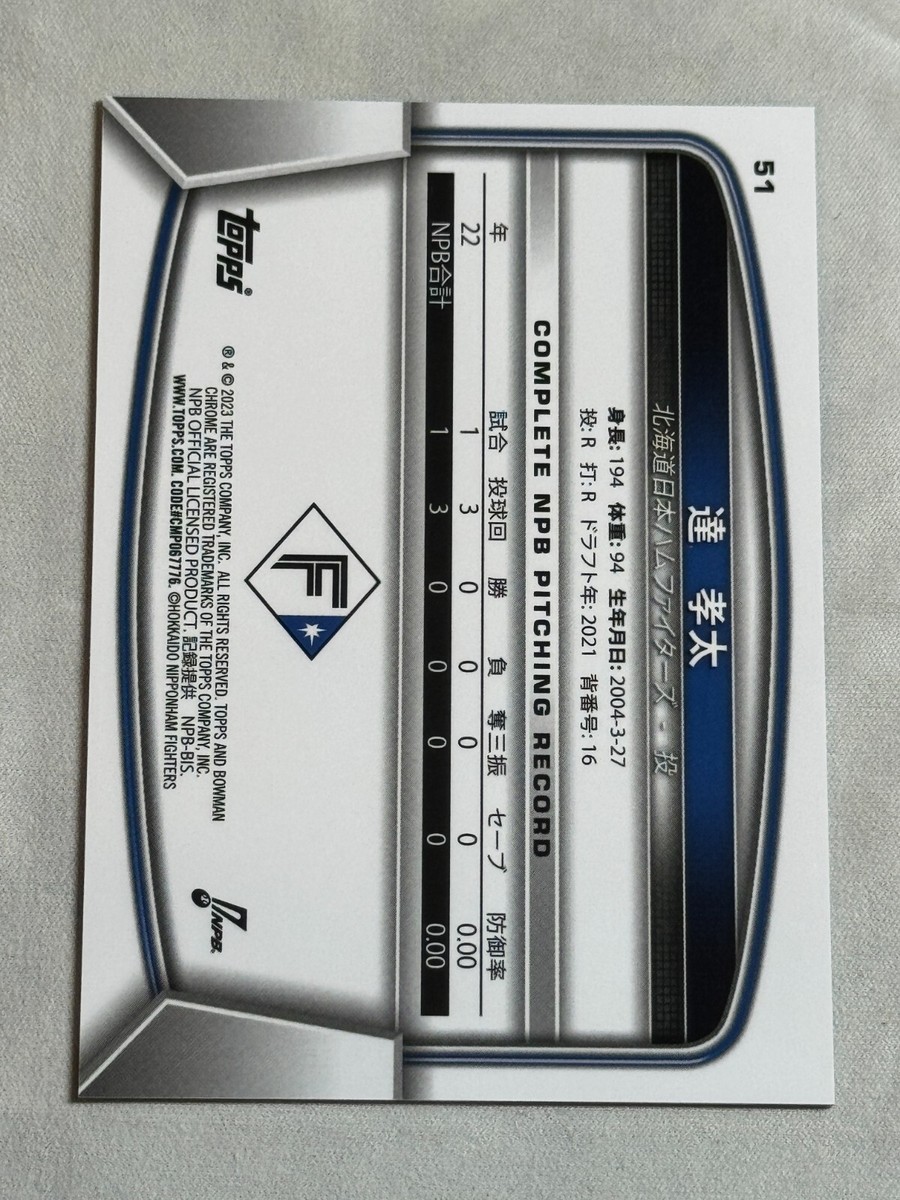 51
達 孝太
北海道日本ハムファイターズ - 投
身長: 194 体重: 94 生年月日: 2004-3-27
投: R 打: R ドラフト年: 2021 背番号: 16
COMPLETE NPB PITCHING RECORD
年 試合 投球回 勝 負 奪三振 セーブ 防御率
22 1 3 0 0 0 0 0.00
NPB合計 1 3 0 0 0 0 0.00
F
topps®
® & © 2023 THE TOPPS COMPANY, INC. ALL RIGHTS RESERVED. TOPPS AND BOWMAN
CHROME ARE REGISTERED TRADEMARKS OF THE TOPPS COMPANY, INC.
NPB OFFICIAL LICENSED PRODUCT. 記録提供 NPB-BIS.
WWW.TOPPS.COM. CODE#CMP067776. ©HOKKAIDO NIPPONHAM FIGHTERS
NPB.